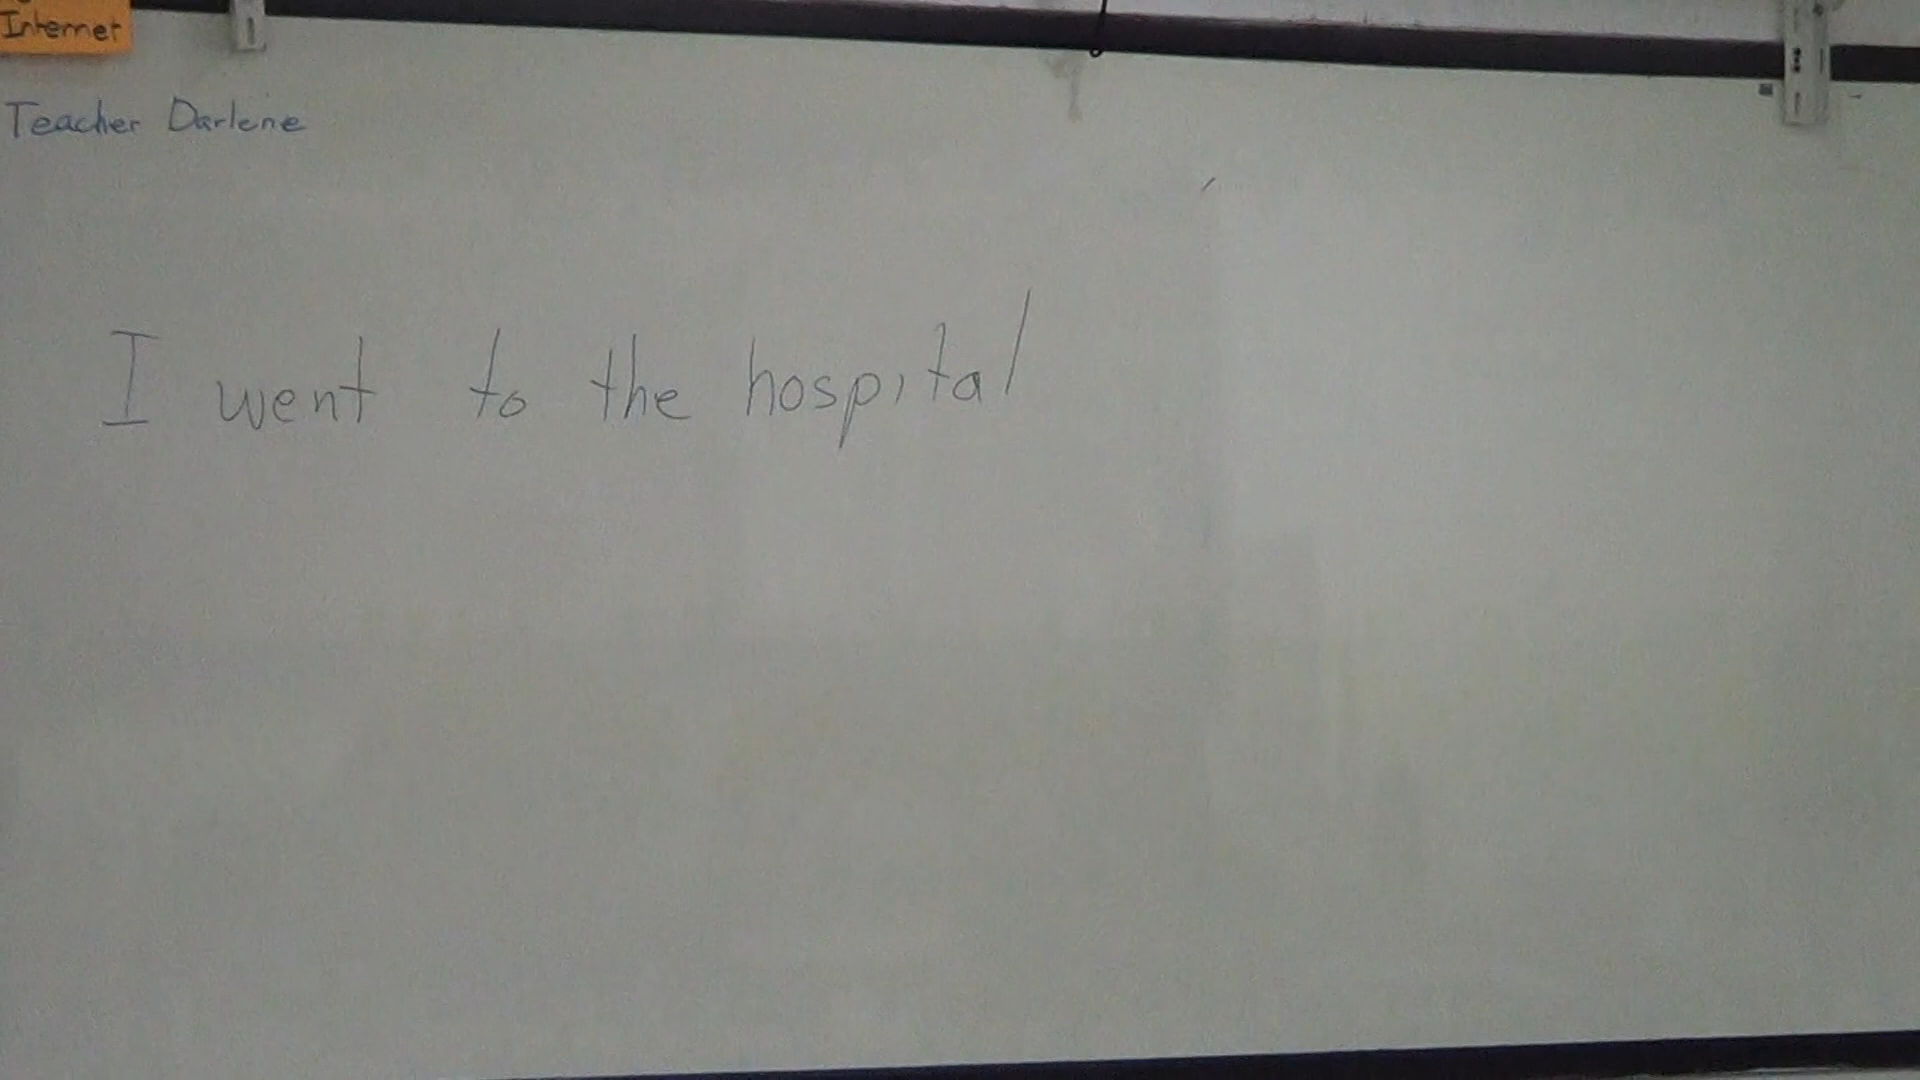 Internet
Teacher Darlene
I went to the hospital